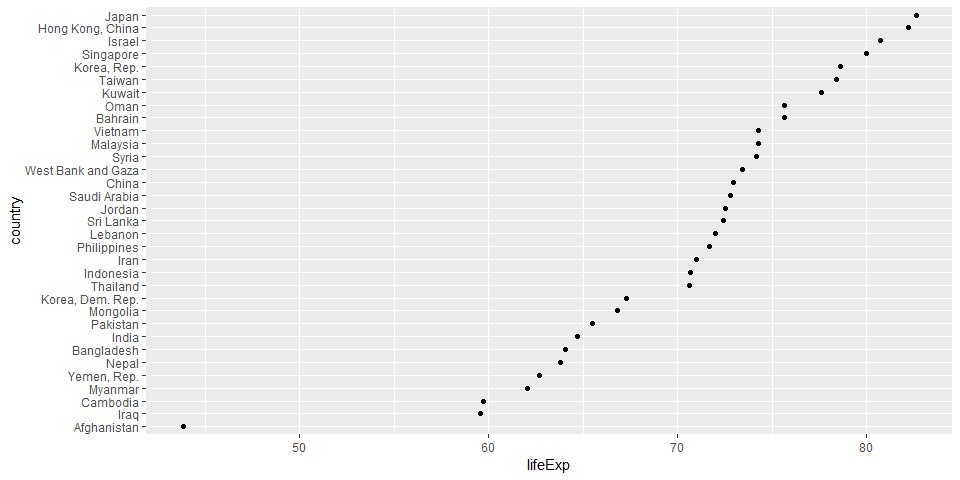 Japan
Hong Kong, China
Israel
Singapore
Korea, Rep.
Taiwan
Kuwait
Oman
Bahrain
Vietnam
Malaysia
Syria
West Bank and Gaza
China
Saudi Arabia
Jordan
Sri Lanka
Lebanon
Philippines
Iran
Indonesia
Thailand
Korea, Dem. Rep.
Mongolia
Pakistan
India
Bangladesh
Nepal
Yemen, Rep.
Myanmar
Cambodia
Iraq
Afghanistan
country
50 60 70 80
lifeExp